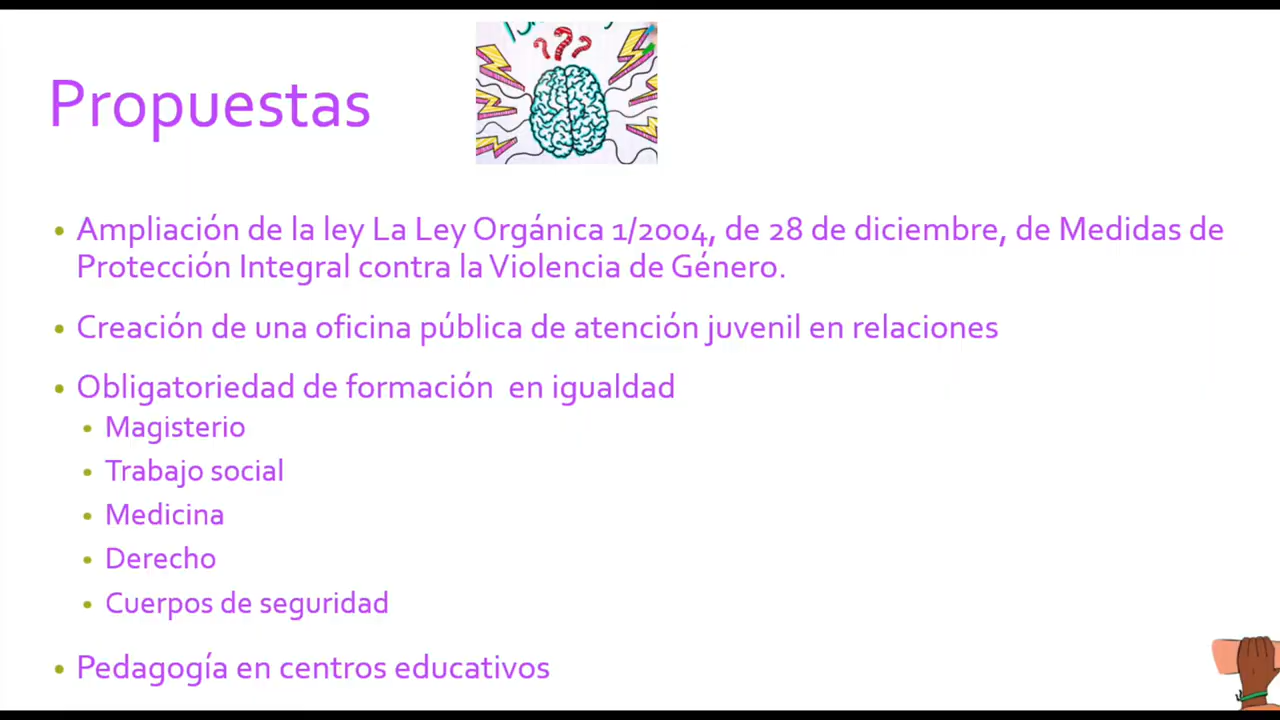 Propuestas
Ampliación de la ley La Ley Orgánica 1/2004, de 28 de diciembre, de Medidas de
Protección Integral contra la Violencia de Género.
Creación de una oficina pública de atención juvenil en relaciones
Obligatoriedad de formación en igualdad
Magisterio
Trabajo social
Medicina
Derecho
Cuerpos de seguridad
Pedagogía en centros educativos